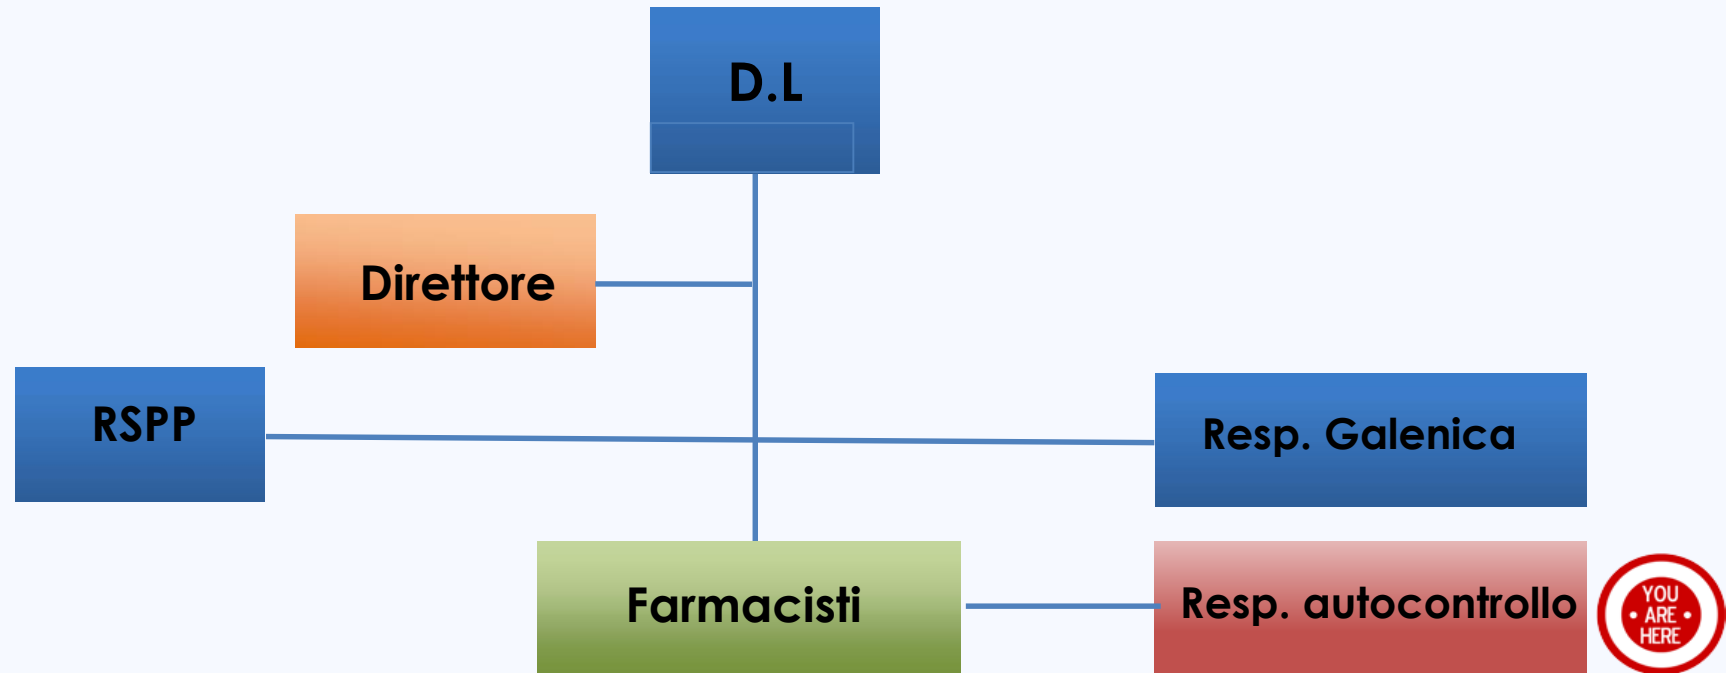 D.L
Direttore
RSPP
Resp. Galenica
Farmacisti
Resp. autocontrollo
YOU
• ARE •
HERE